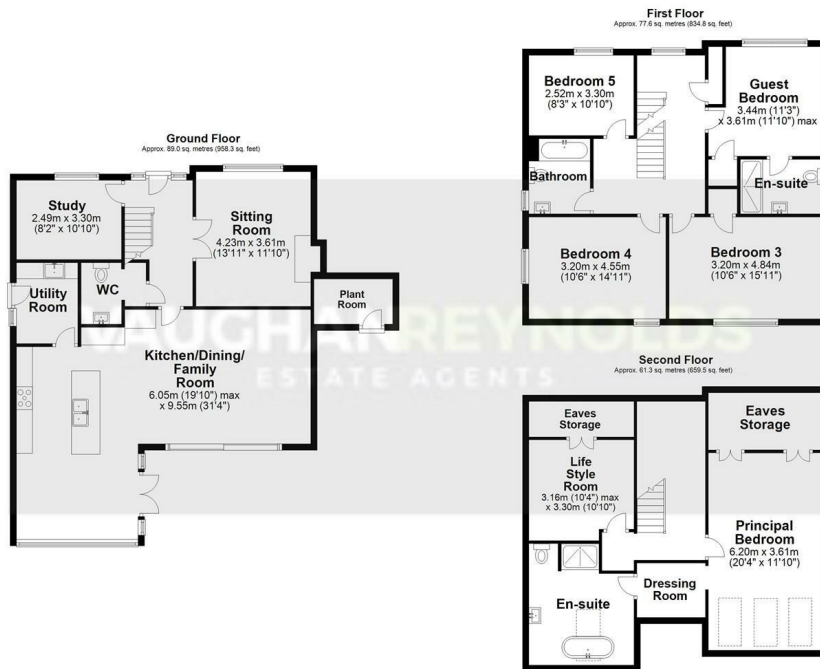 Ground Floor
Approx. 89.0 sq. metres (958.3 sq. feet)
Study
2.49m x 3.30m
(8'2" x 10'10")
Sitting
Room
4.23m x 3.61m
(13'11" x 11'10")
Utility
Room
WC
Plant
Room
Kitchen/Dining/
Family
Room
6.05m (19'10") max
x 9.55m (31'4")
First Floor
Approx. 77.6 sq. metres (834.8 sq. feet)
Bedroom 5
2.52m x 3.30m
(8'3" x 10'10")
Guest
Bedroom
3.44m (11'3")
x 3.61m (11'10") max
Bathroom
En-suite
Bedroom 4
3.20m x 4.55m
(10'6" x 14'11")
Bedroom 3
3.20m x 4.84m
(10'6" x 15'11")
Second Floor
Approx. 61.3 sq. metres (659.5 sq. feet)
Eaves
Storage
Eaves
Storage
Life
Style
Room
3.16m (10'4") max
x 3.30m (10'10")
Principal
Bedroom
6.20m x 3.61m
(20'4" x 11'10")
Dressing
Room
En-suite
VAUGHAN REYNOLDS
ESTATE AGENTS